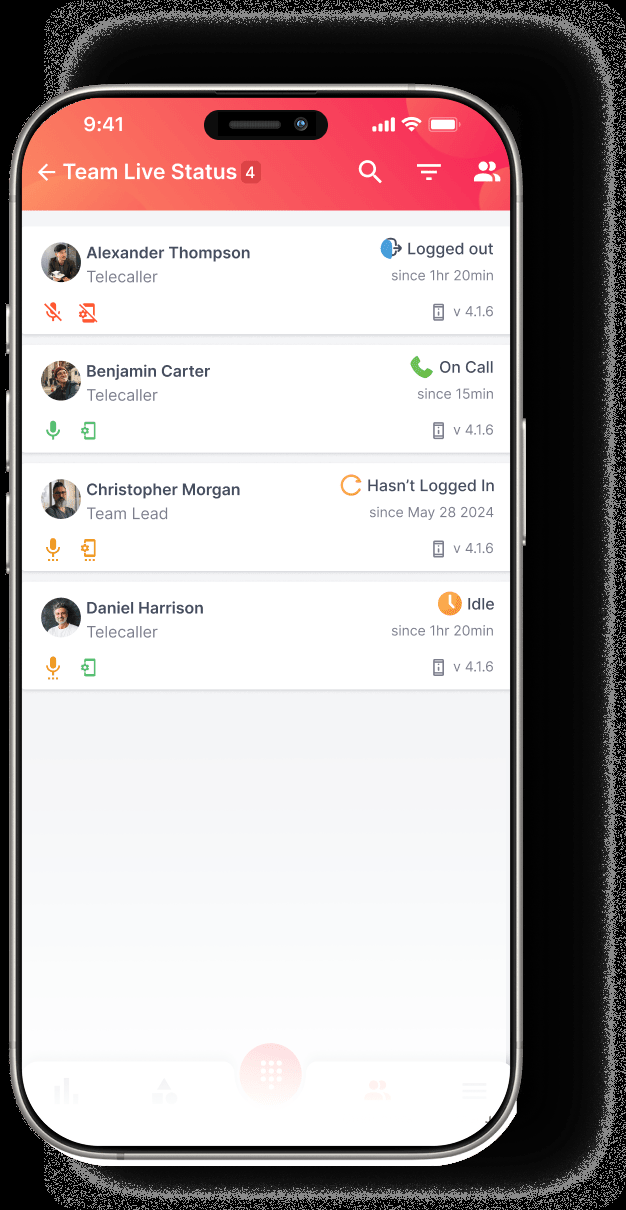 9:41
Team Live Status 4
Alexander Thompson
Logged out
Telecaller
since 1hr 20min
v 4.1.6
Benjamin Carter
On Call
Telecaller
since 15min
v 4.1.6
Christopher Morgan
Hasn’t Logged In
Team Lead
since May 28 2024
v 4.1.6
Daniel Harrison
Idle
Telecaller
since 1hr 20min
v 4.1.6